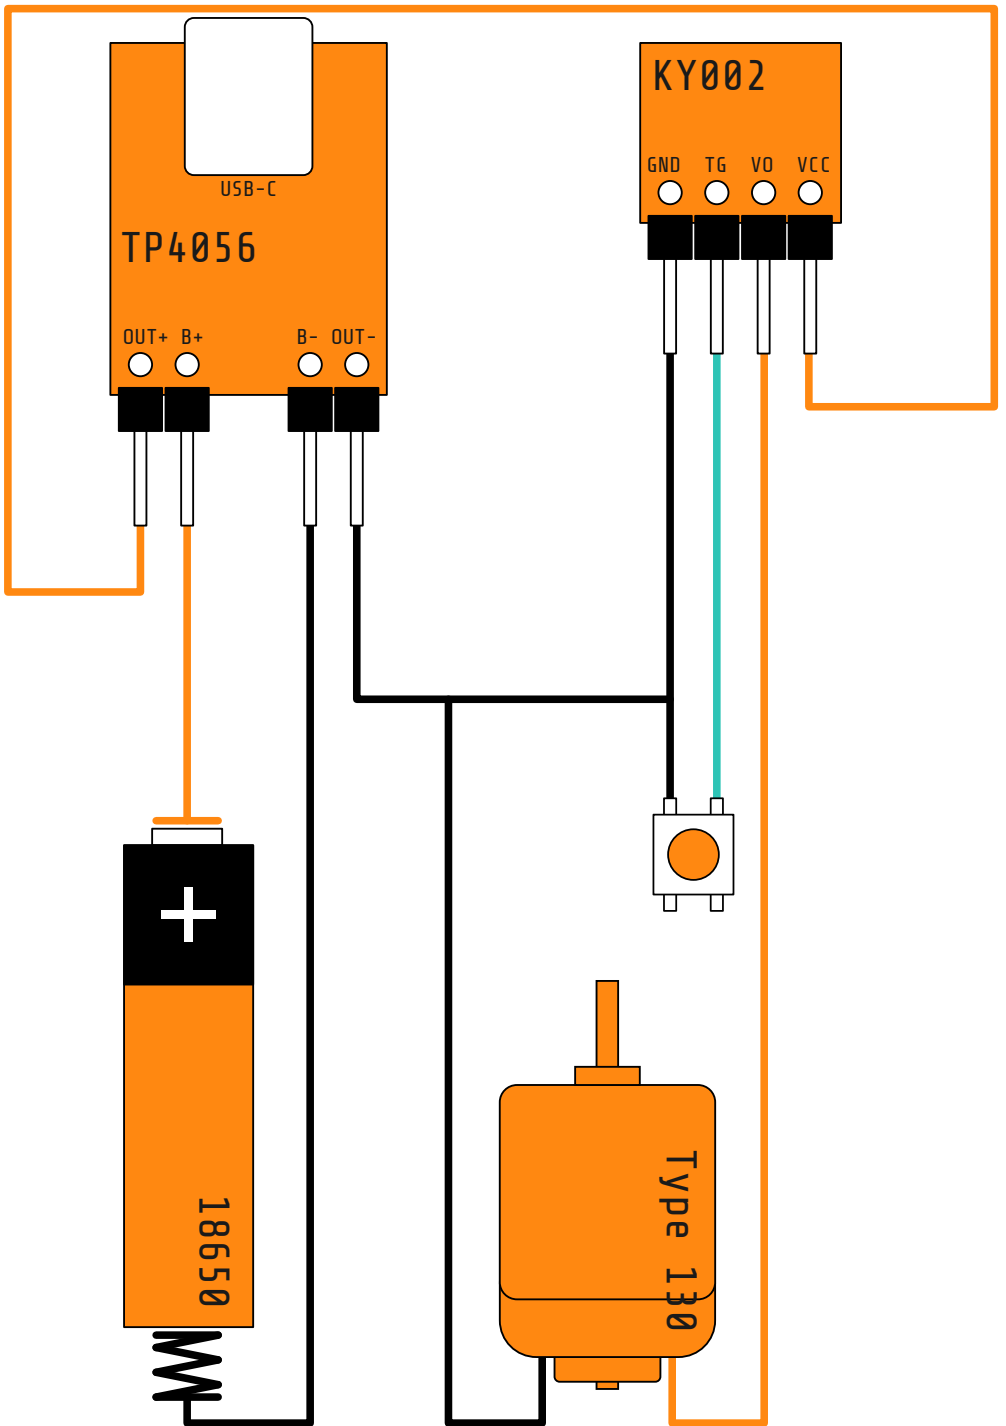 KY002
GND TG VO VCC
USB-C
TP4056
OUT+ B+ B- OUT-
+
Type 130
18650